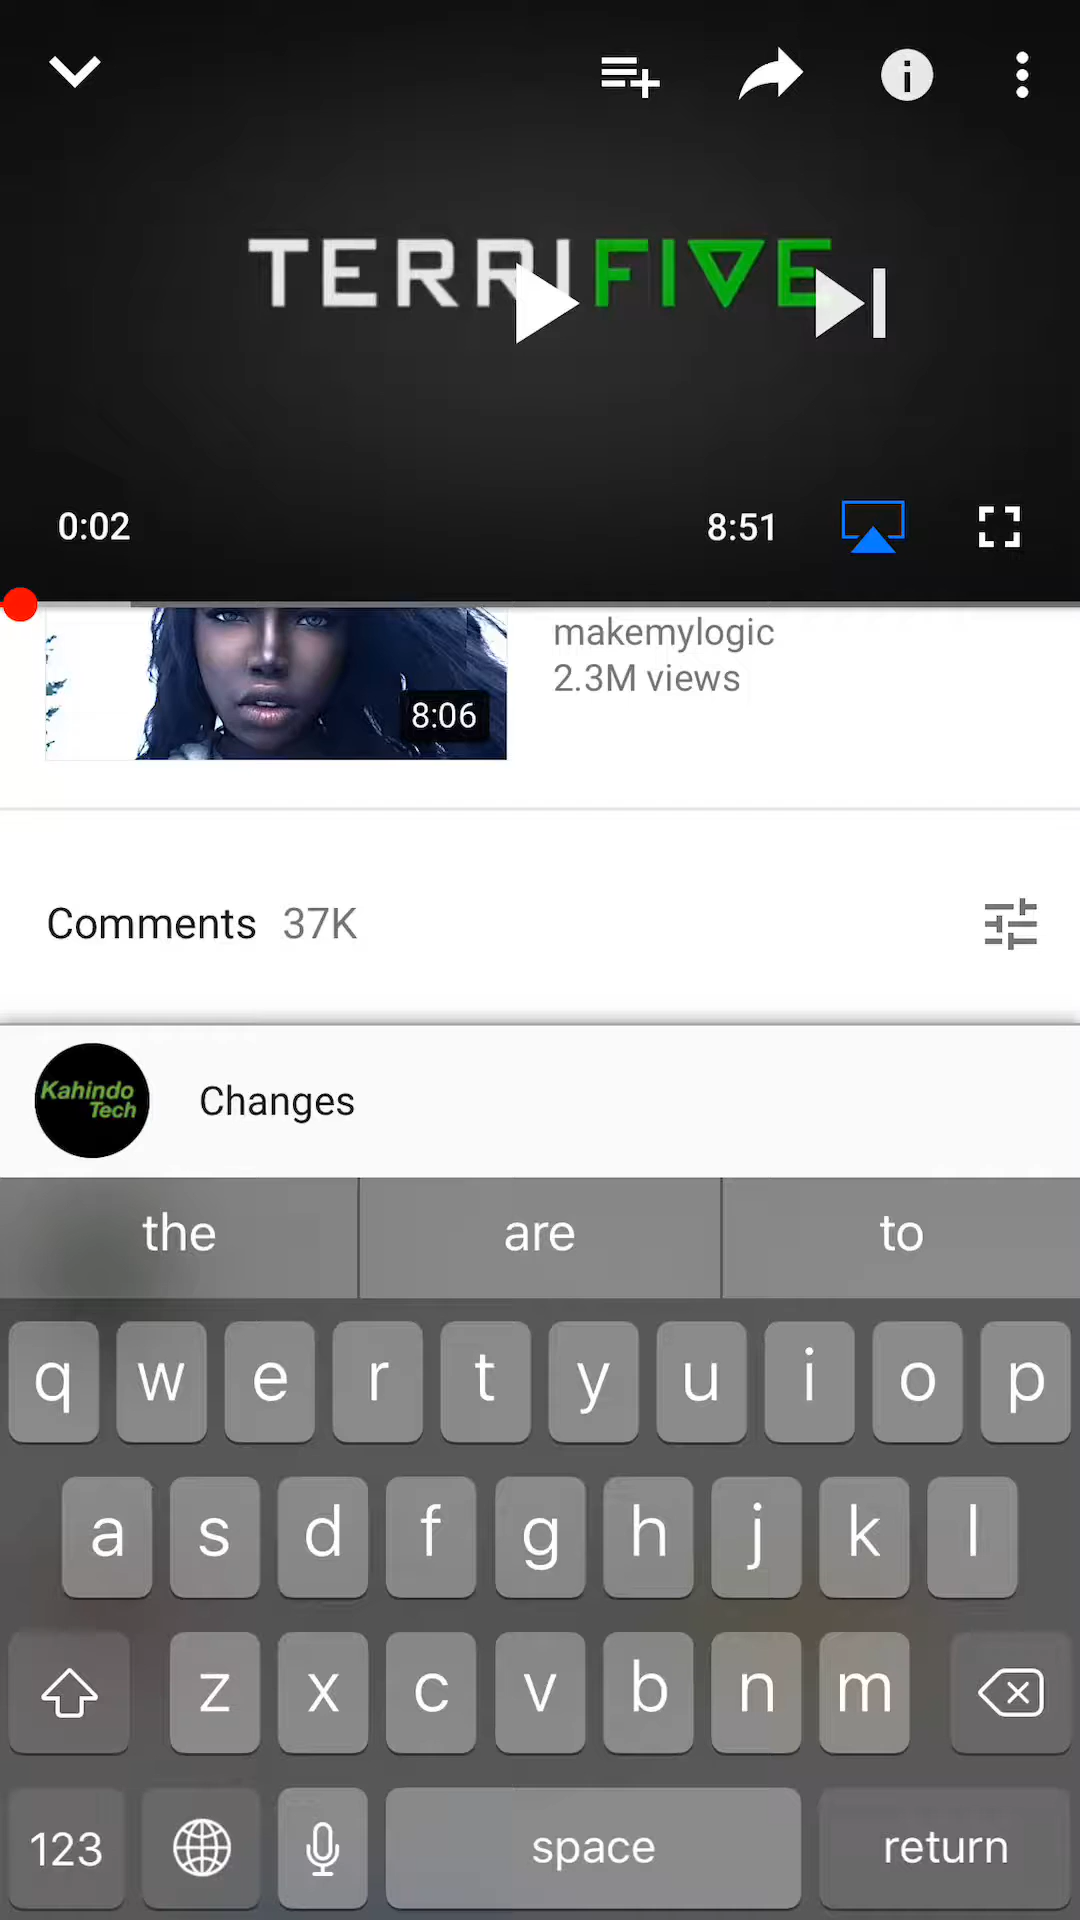 TERRIFIVE
0:02
8:51
makemylogic
2.3M views
8:06
Comments 37K
Kahindo
Tech
Changes
the are to
q w e r t y u i o p
a s d f g h j k l
z x c v b n m
123 space return